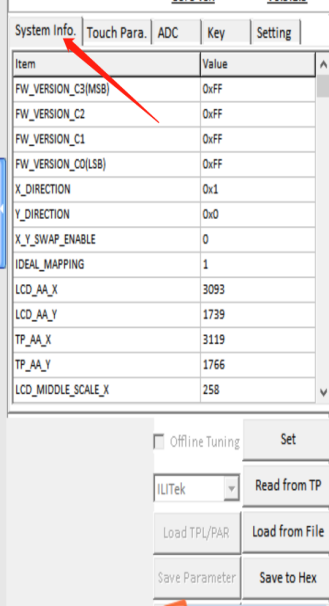 System Info. Touch Para. ADC Key Setting
Item Value
FW_VERSION_C3(MSB) 0xFF
FW_VERSION_C2 0xFF
FW_VERSION_C1 0xFF
FW_VERSION_C0(LSB) 0xFF
X_DIRECTION 0x1
Y_DIRECTION 0x0
X_Y_SWAP_ENABLE 0
IDEAL_MAPPING 1
LCD_AA_X 3093
LCD_AA_Y 1739
TP_AA_X 3119
TP_AA_Y 1766
LCD_MIDDLE_SCALE_X 258
Offline Tuning Set
ILITek Read from TP
Load TPL/PAR Load from File
Save Parameter Save to Hex